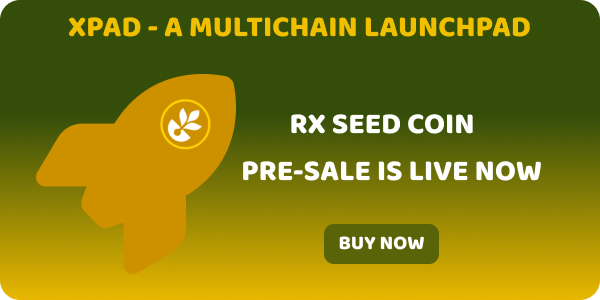 XPAD - A MULTICHAIN LAUNCHPAD
RX SEED COIN
PRE-SALE IS LIVE NOW
BUY NOW